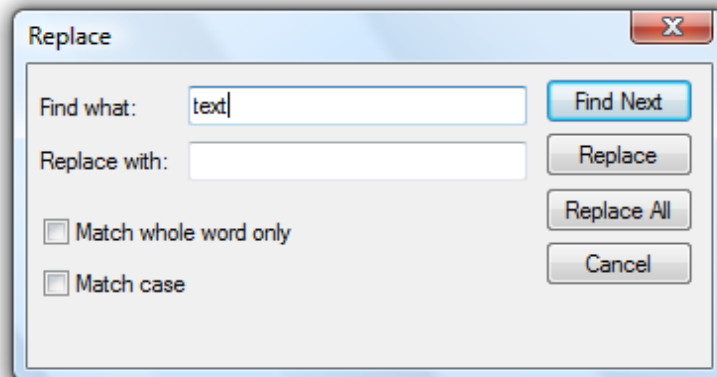 Replace
Find what: text Find Next
Replace with: Replace
Replace All
Match whole word only
Cancel
Match case